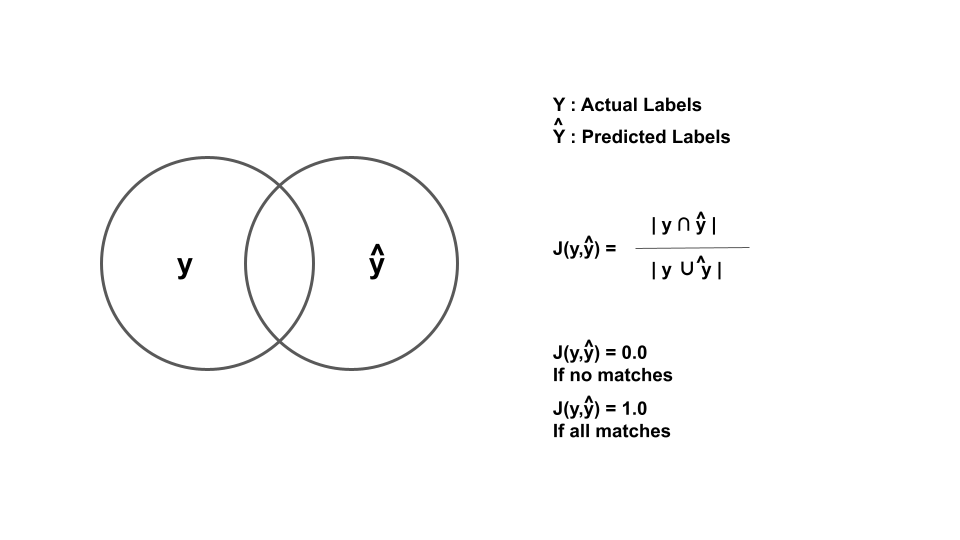 y
ŷ
Y : Actual Labels
Ŷ : Predicted Labels
J(y,ŷ) =
| y ∩ ŷ |
| y ∪ ŷ |
J(y,ŷ) = 0.0
If no matches
J(y,ŷ) = 1.0
If all matches